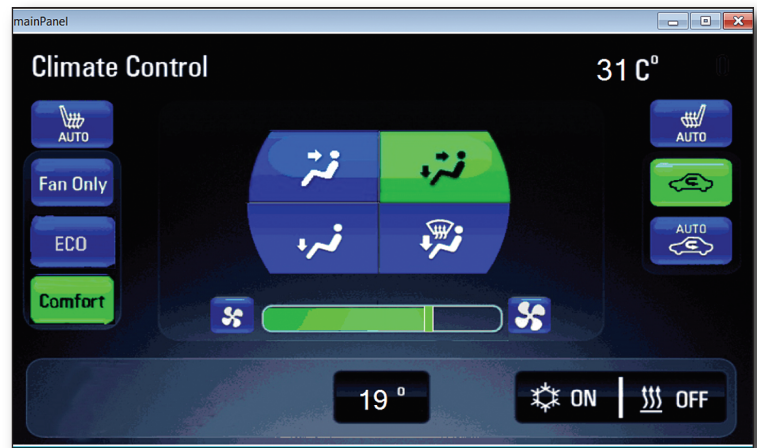 mainPanel
Climate Control
31 C°
AUTO
AUTO
Fan Only
ECO
AUTO
Comfort
19 °
ON
OFF